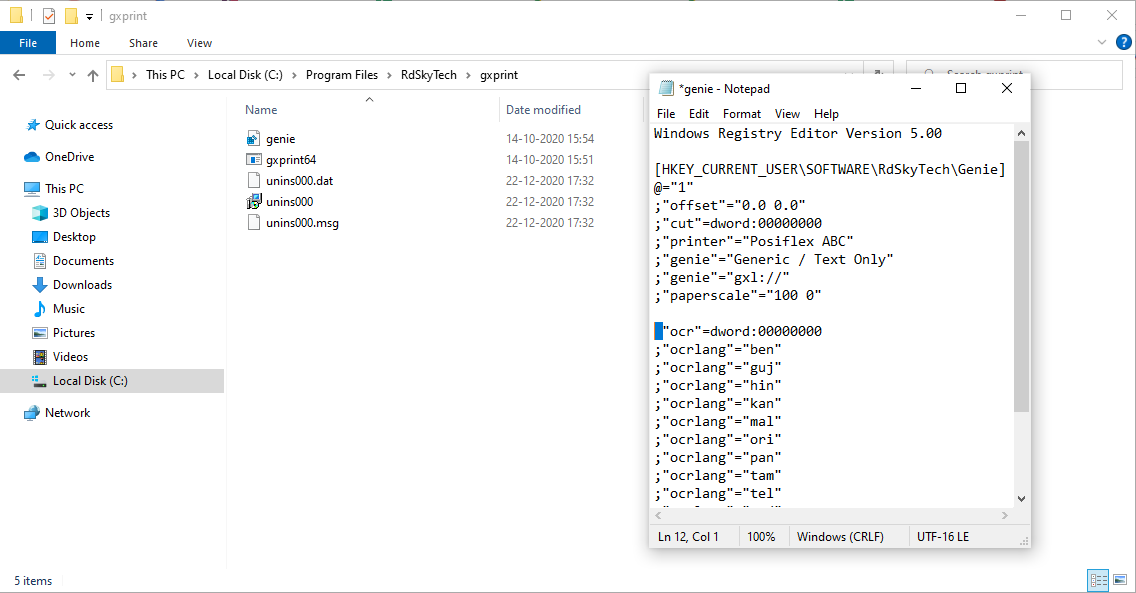 gxprint
File Home Share View
This PC Local Disk (C:) Program Files RdSkyTech gxprint
Name Date modified
Quick access
OneDrive
This PC
3D Objects
Desktop
Documents
Downloads
Music
Pictures
Videos
Local Disk (C:)
Network
genie 14-10-2020 15:54
gxprint64 14-10-2020 15:51
unins000.dat 22-12-2020 17:32
unins000 22-12-2020 17:32
unins000.msg 22-12-2020 17:32
5 items
*genie - Notepad
File Edit Format View Help
Windows Registry Editor Version 5.00
[HKEY_CURRENT_USER\SOFTWARE\RdSkyTech\Genie]
@="1"
;"offset"="0.0 0.0"
;"cut"=dword:00000000
;"printer"="Posiflex ABC"
;"genie"="Generic / Text Only"
;"genie"="gxl://"
;"paperscale"="100 0"
"ocr"=dword:00000000
;"ocrlang"="ben"
;"ocrlang"="guj"
;"ocrlang"="hin"
;"ocrlang"="kan"
;"ocrlang"="mal"
;"ocrlang"="ori"
;"ocrlang"="pan"
;"ocrlang"="tam"
;"ocrlang"="tel"
Ln 12, Col 1 100% Windows (CRLF) UTF-16 LE